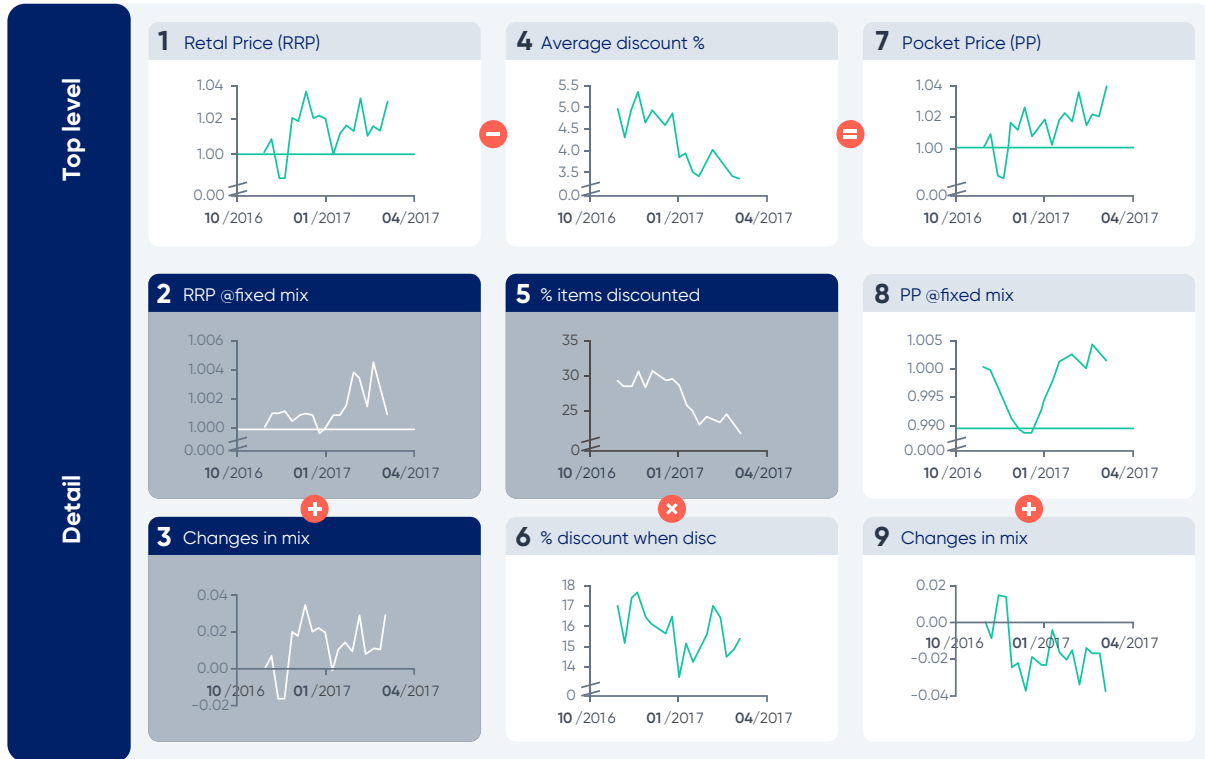 Top level
1 Retal Price (RRP)
1.04
1.02
1.00
0.00
10 /2016 01/2017 04/2017
−
4 Average discount %
5.5
5.0
4.5
4.0
3.5
0.0
10 /2016 01/2017 04/2017
=
7 Pocket Price (PP)
1.04
1.02
1.00
0.00
10 /2016 01/2017 04/2017
Detail
2 RRP @fixed mix
1.006
1.004
1.002
1.000
0.000
10 /2016 01/2017 04/2017
+
5 % items discounted
35
30
25
0
10 /2016 01/2017 04/2017
×
8 PP @fixed mix
1.005
1.000
0.995
0.990
0.000
10 /2016 01/2017 04/2017
+
3 Changes in mix
0.04
0.02
0.00
10 /2016 01/2017 04/2017
-0.02
6 % discount when disc
18
17
16
15
14
0
10 /2016 01/2017 04/2017
9 Changes in mix
0.02
0.00
10 /2016 01/2017 04/2017
-0.02
-0.04